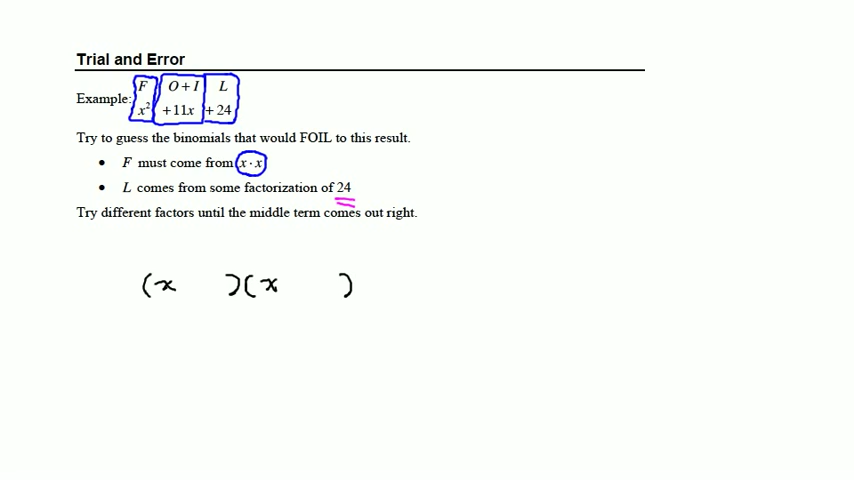 Trial and Error
F O + I L
Example: x² + 11x + 24
Try to guess the binomials that would FOIL to this result.
• F must come from x · x
• L comes from some factorization of 24
Try different factors until the middle term comes out right.
(x )(x )